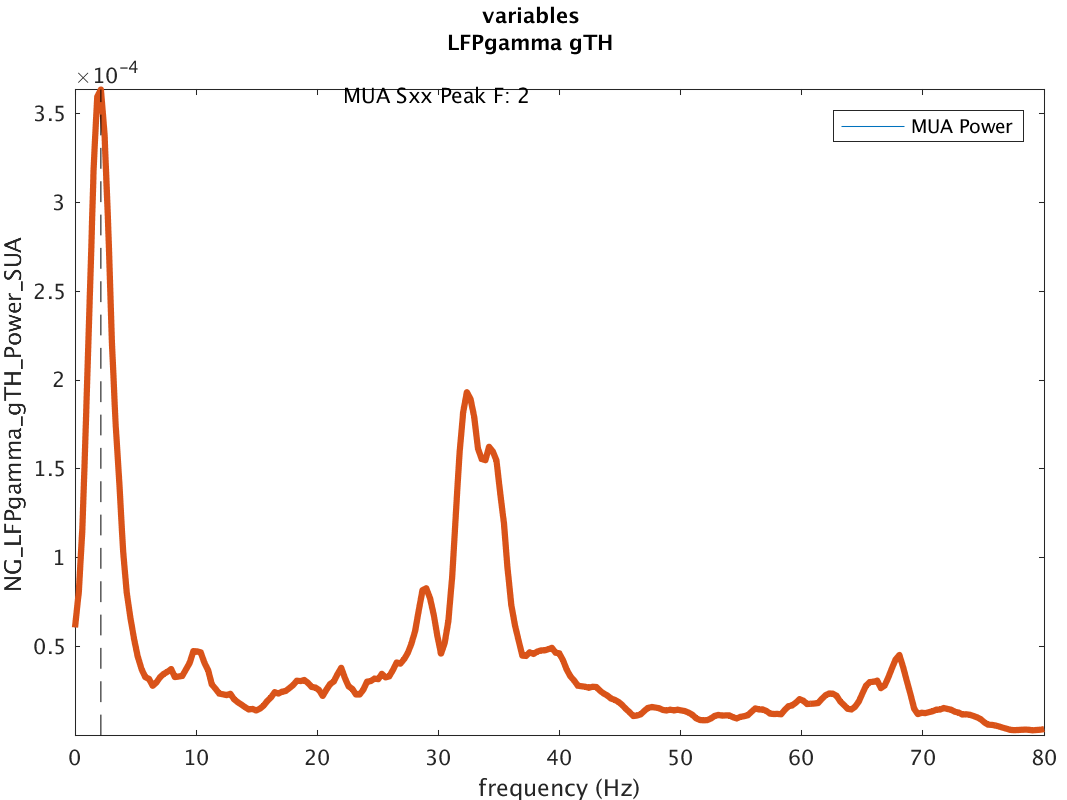 variables
LFPgamma gTH
×10⁻⁴
MUA Sxx Peak F: 2
MUA Power
3.5
3
2.5
2
1.5
1
0.5
NG_LFPgamma_gTH_Power_SUA
0 10 20 30 40 50 60 70 80
frequency (Hz)